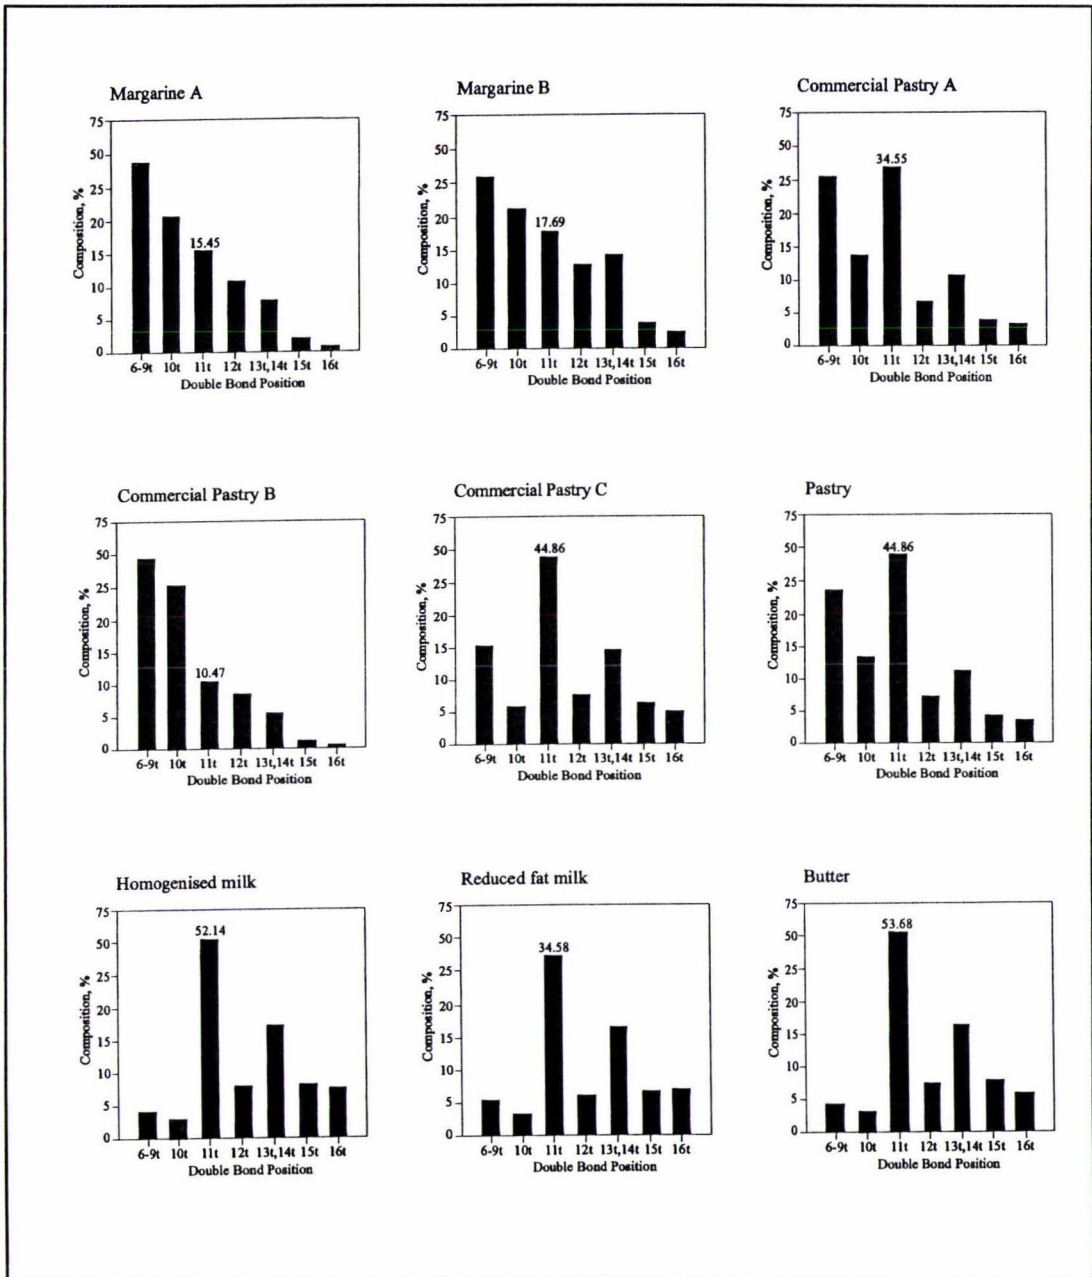 Margarine A
75
50
25
20
15
10
5
0
Composition, %
15.45
6-9t 10t 11t 12t 13t,14t 15t 16t
Double Bond Position
Margarine B
75
50
25
20
15
10
5
0
Composition, %
17.69
6-9t 10t 11t 12t 13t,14t 15t 16t
Double Bond Position
Commercial Pastry A
75
50
25
20
15
10
5
0
Composition, %
34.55
6-9t 10t 11t 12t 13t,14t 15t 16t
Double Bond Position
Commercial Pastry B
75
50
25
20
15
10
5
0
Composition, %
10.47
6-9t 10t 11t 12t 13t,14t 15t 16t
Double Bond Position
Commercial Pastry C
75
50
25
20
15
10
5
0
Composition, %
44.86
6-9t 10t 11t 12t 13t,14t 15t 16t
Double Bond Position
Pastry
75
50
25
20
15
10
5
0
Composition, %
44.86
6-9t 10t 11t 12t 13t,14t 15t 16t
Double Bond Position
Homogenised milk
75
50
25
20
15
10
5
0
Composition, %
52.14
6-9t 10t 11t 12t 13t,14t 15t 16t
Double Bond Position
Reduced fat milk
75
50
25
20
15
10
5
0
Composition, %
34.58
6-9t 10t 11t 12t 13t,14t 15t 16t
Double Bond Position
Butter
75
50
25
20
15
10
5
0
Composition, %
53.68
6-9t 10t 11t 12t 13t,14t 15t 16t
Double Bond Position